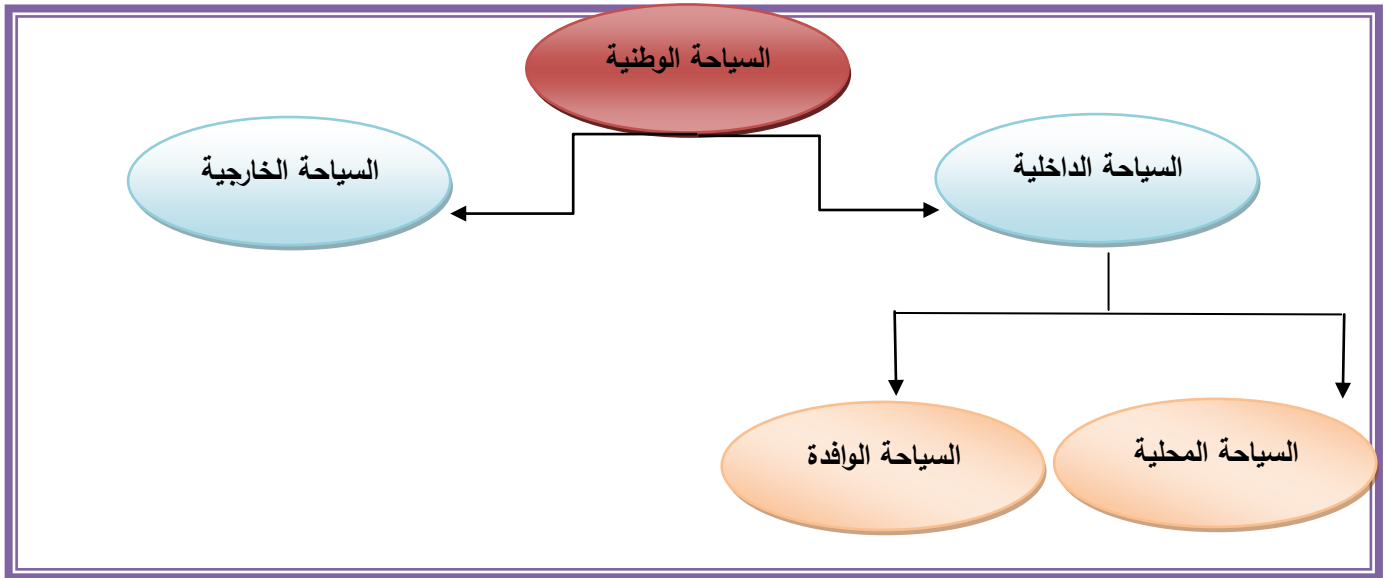 السياحة الوطنية
السياحة الداخلية
السياحة الخارجية
السياحة المحلية
السياحة الوافدة